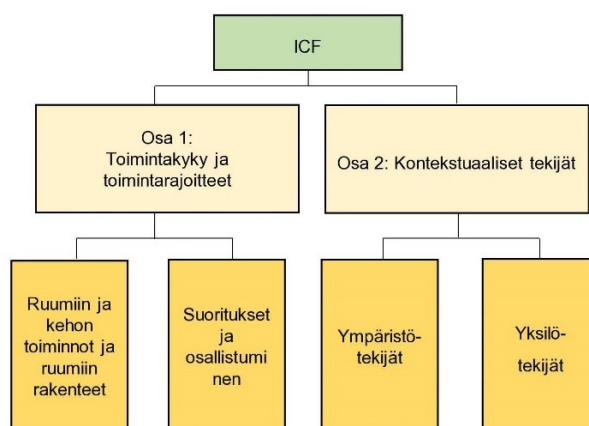 ICF
Osa 1:
Toimintakyky ja
toimintarajoitteet
Osa 2: Kontekstuaaliset tekijät
Ruumiin ja
kehon
toiminnot ja
ruumiin
rakenteet
Suoritukset
ja
osallistumi
nen
Ympäristö-
tekijät
Yksilö-
tekijät